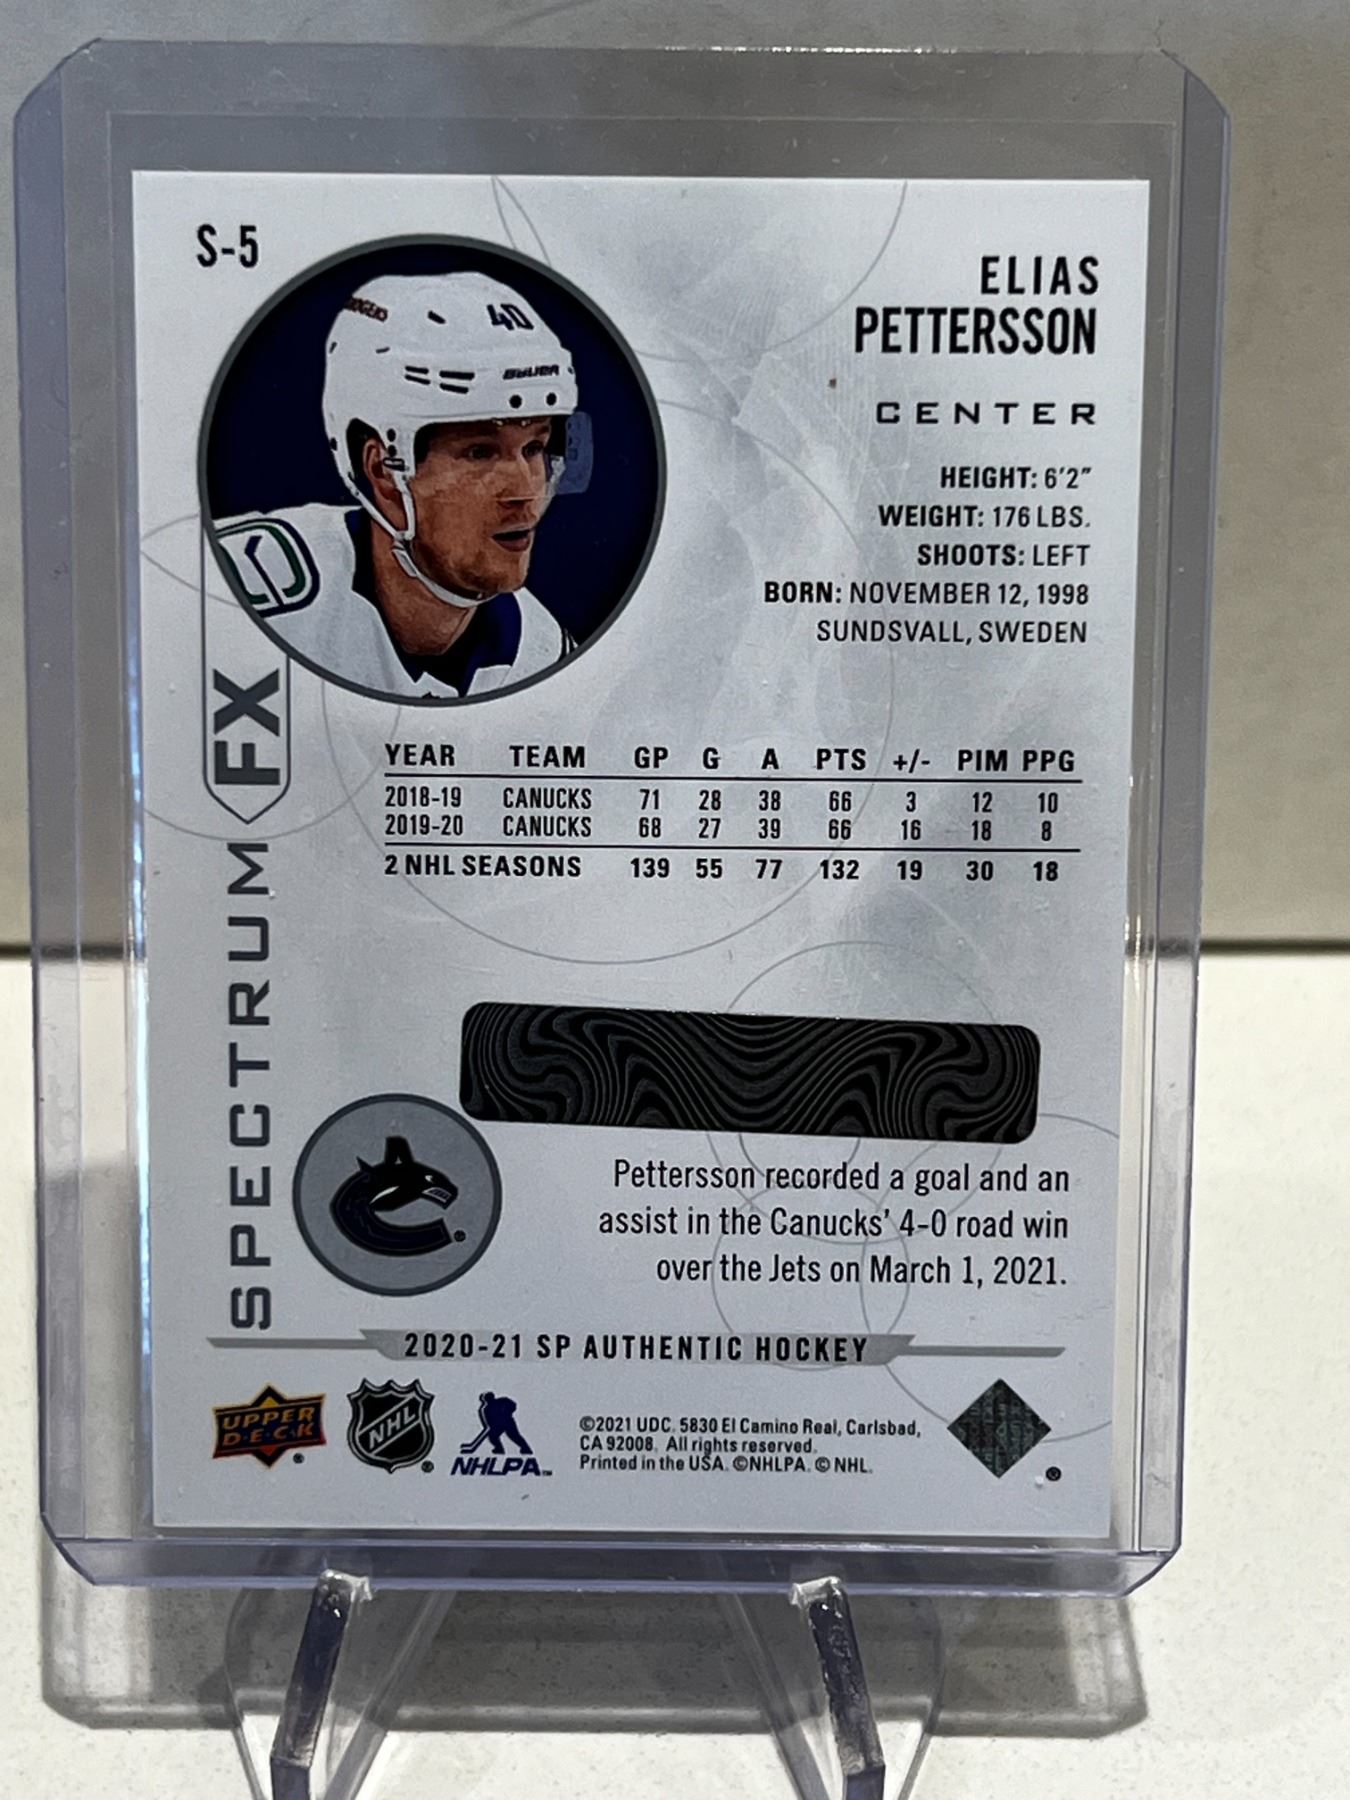 S-5
ELIAS
PETTERSSON
CENTER
HEIGHT: 6'2"
WEIGHT: 176 LBS.
SHOOTS: LEFT
BORN: NOVEMBER 12, 1998
SUNDSVALL, SWEDEN
40
BAUER
SPECTRUM FX
YEAR TEAM GP G A PTS +/- PIM PPG
2018-19 CANUCKS 71 28 38 66 3 12 10
2019-20 CANUCKS 68 27 39 66 16 18 8
2 NHL SEASONS 139 55 77 132 19 30 18
Pettersson recorded a goal and an
assist in the Canucks' 4-0 road win
over the Jets on March 1, 2021.
2020-21 SP AUTHENTIC HOCKEY
UPPER
D·E·C·K
NHL
NHLPA™
©2021 UDC. 5830 El Camino Real, Carlsbad,
CA 92008. All rights reserved.
Printed in the USA. ©NHLPA. © NHL.
®